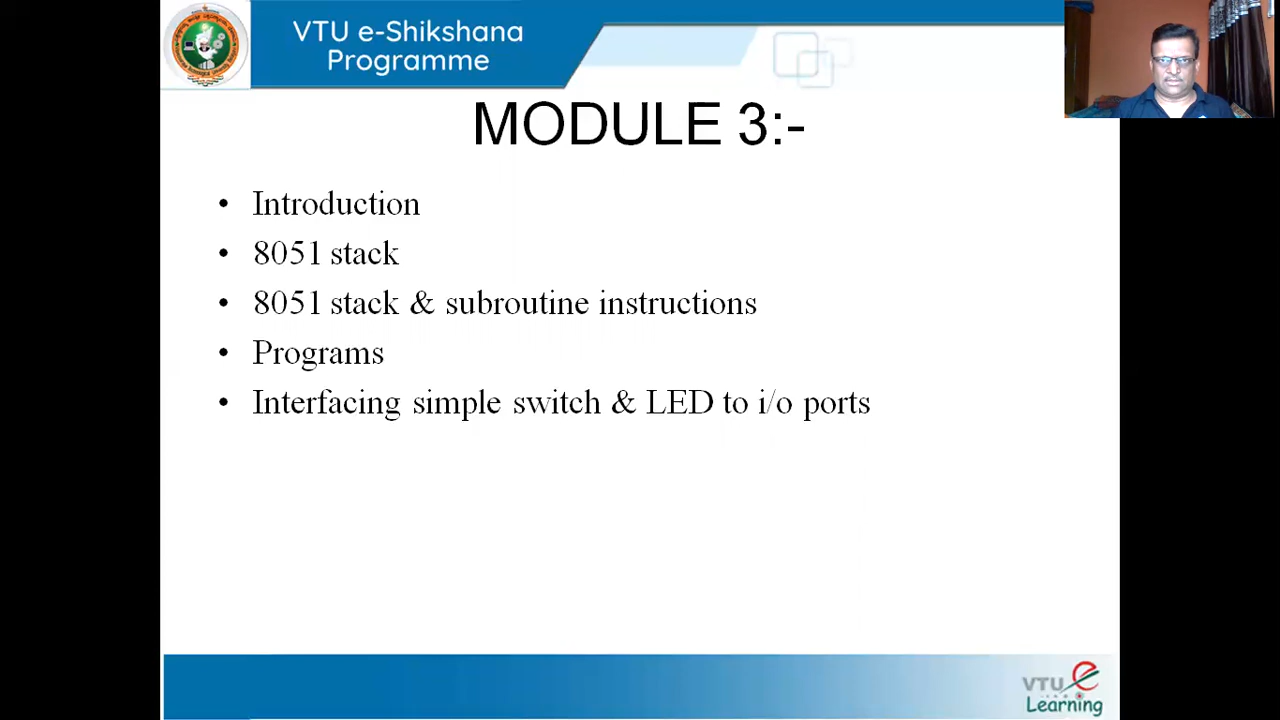 VTU e-Shikshana
Programme
MODULE 3:-
• Introduction
• 8051 stack
• 8051 stack & subroutine instructions
• Programs
• Interfacing simple switch & LED to i/o ports
VTU e
Learning